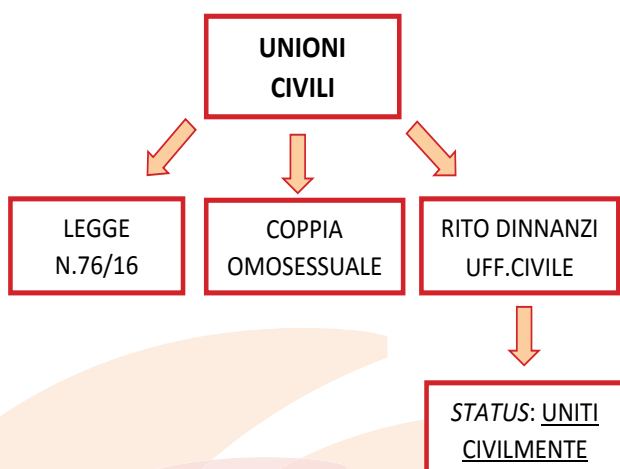 UNIONI
CIVILI
LEGGE
N.76/16
COPPIA
OMOSESSUALE
RITO DINNANZI
UFF.CIVILE
STATUS: UNITI
CIVILMENTE